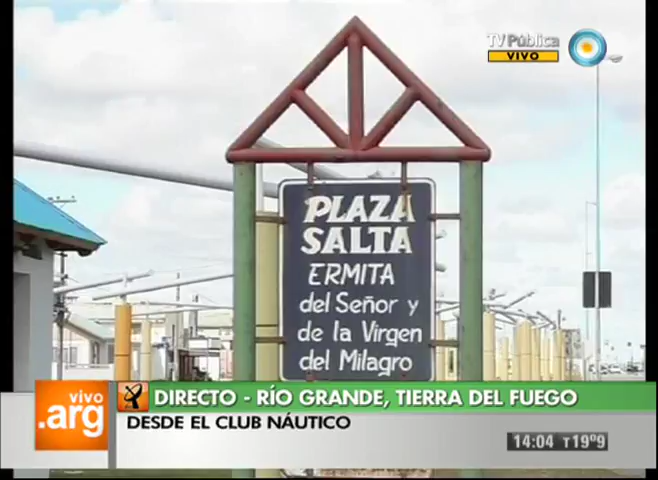 TV Pública
VIVO
PLAZA
SALTA
ERMITA
del Señor y
de la Virgen
del Milagro
vivo
.arg
DIRECTO - RÍO GRANDE, TIERRA DEL FUEGO
DESDE EL CLUB NÁUTICO
14:04 T19º9